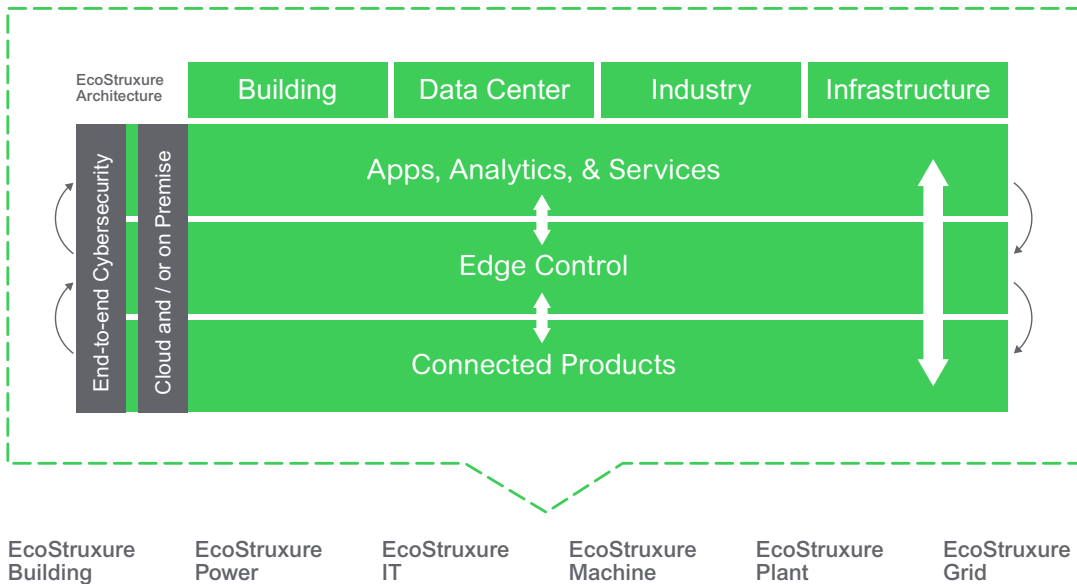 EcoStruxure
Architecture
Building
Data Center
Industry
Infrastructure
End-to-end Cybersecurity
Cloud and / or on Premise
Apps, Analytics, & Services
Edge Control
Connected Products
EcoStruxure
Building
EcoStruxure
Power
EcoStruxure
IT
EcoStruxure
Machine
EcoStruxure
Plant
EcoStruxure
Grid